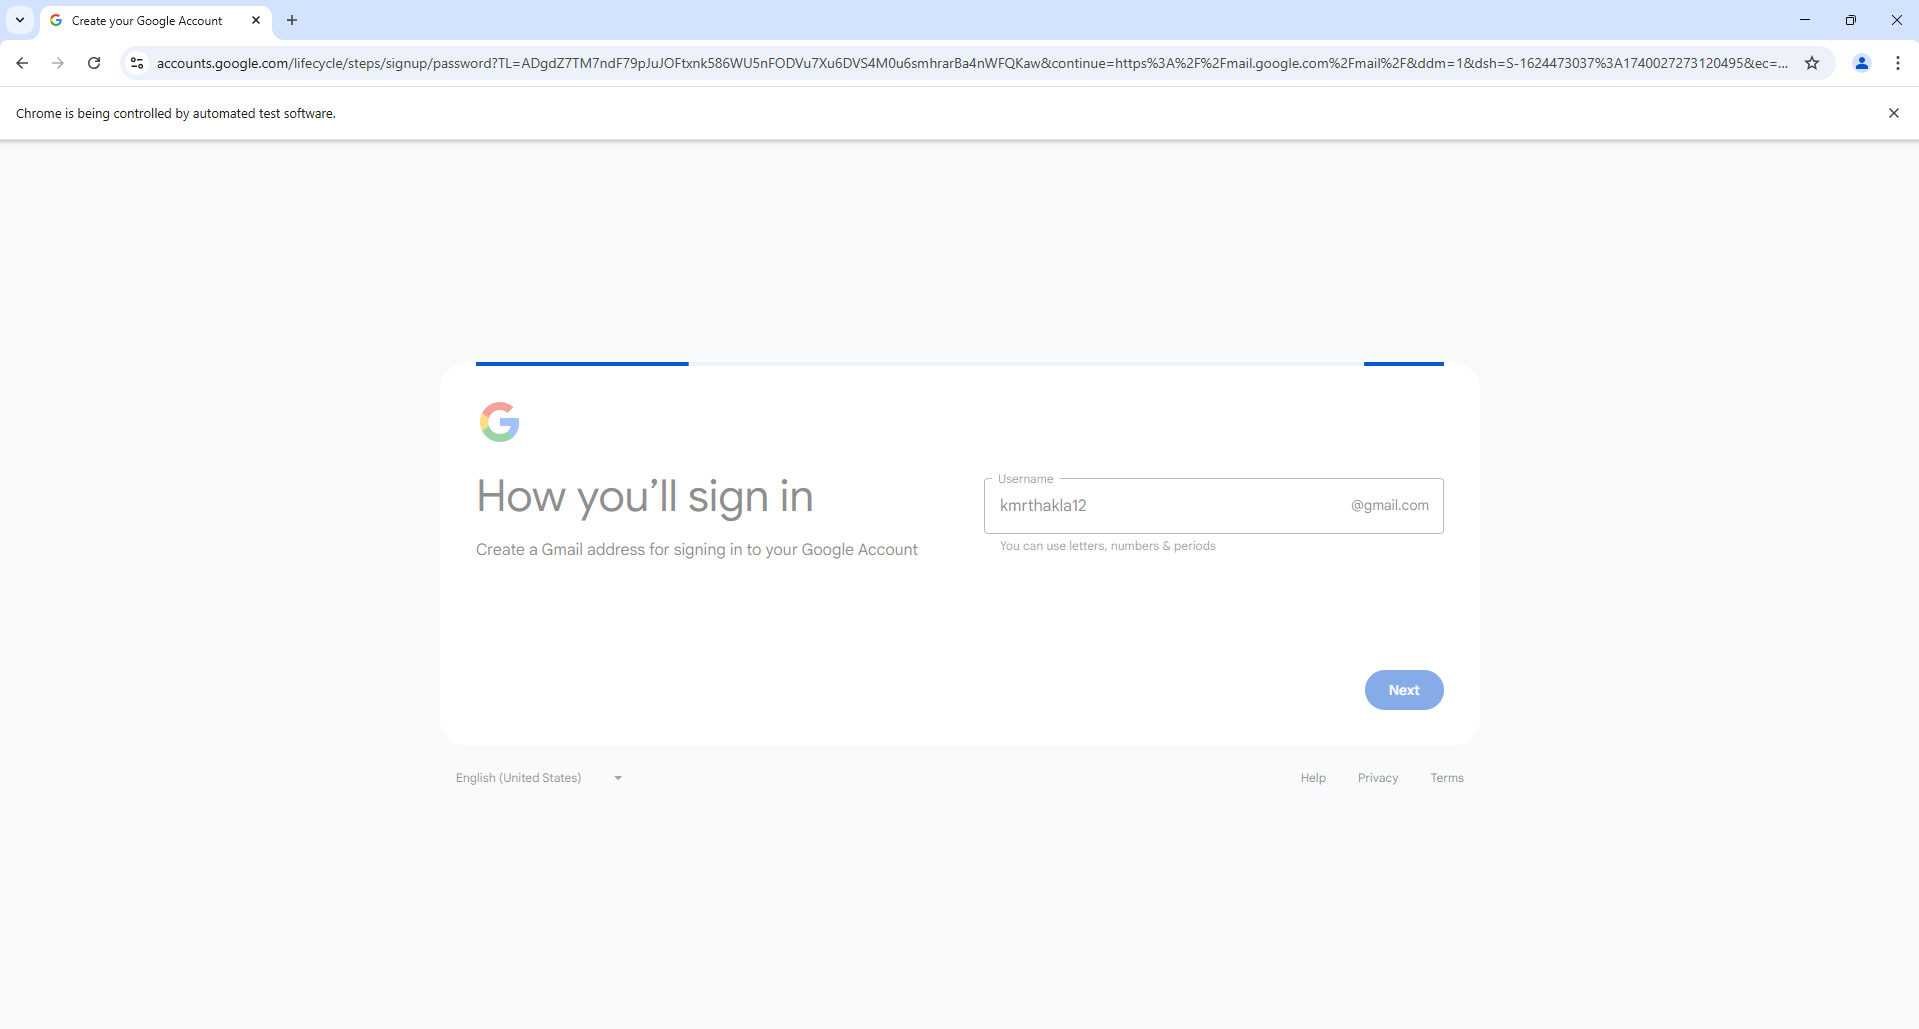 Create your Google Account
accounts.google.com/lifecycle/steps/signup/password?TL=ADgdZ7TM7ndF79pJuJOFtxnk586WU5nFODVu7Xu6DVS4M0u6smhrarBa4nWFQKaw&continue=https%3A%2F%2Fmail.google.com%2Fmail%2F&ddm=1&dsh=S-1624473037%3A1740027273120495&ec=...
Chrome is being controlled by automated test software.
How you’ll sign in
Create a Gmail address for signing in to your Google Account
Username
kmrthakla12 @gmail.com
You can use letters, numbers & periods
Next
English (United States)
Help Privacy Terms